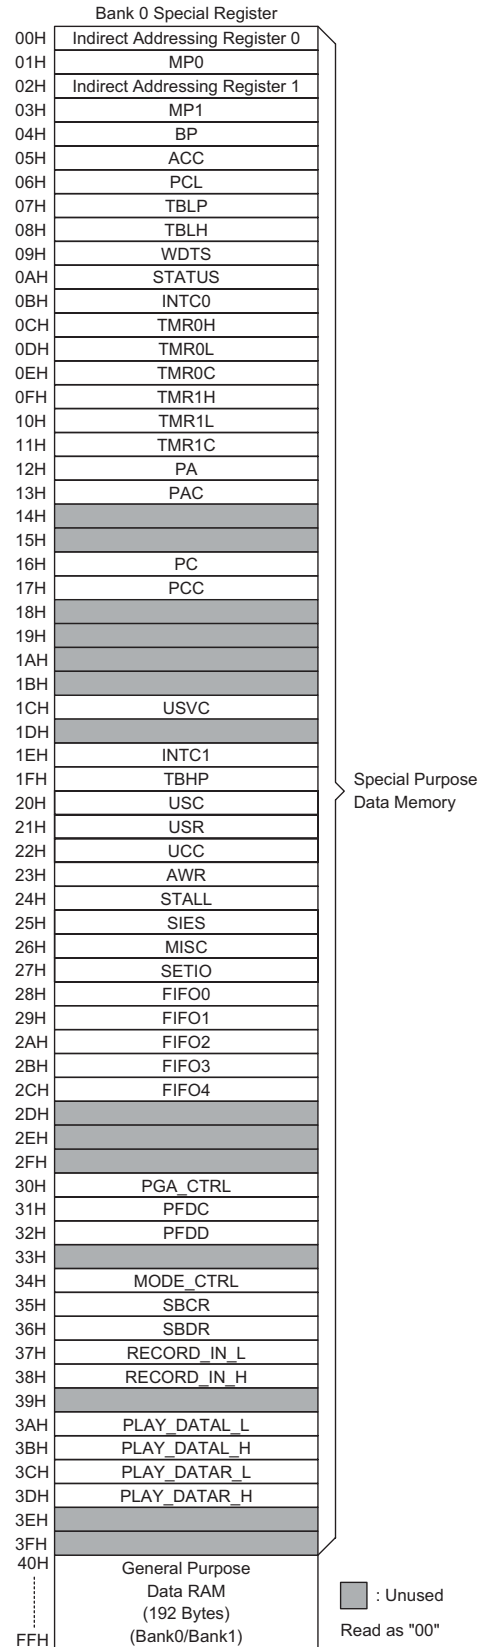 Bank 0 Special Register
00H Indirect Addressing Register 0
01H MP0
02H Indirect Addressing Register 1
03H MP1
04H BP
05H ACC
06H PCL
07H TBLP
08H TBLH
09H WDTS
0AH STATUS
0BH INTC0
0CH TMR0H
0DH TMR0L
0EH TMR0C
0FH TMR1H
10H TMR1L
11H TMR1C
12H PA
13H PAC
14H
15H
16H PC
17H PCC
18H
19H
1AH
1BH
1CH USVC
1DH
1EH INTC1
1FH TBHP
20H USC
21H USR
22H UCC
23H AWR
24H STALL
25H SIES
26H MISC
27H SETIO
28H FIFO0
29H FIFO1
2AH FIFO2
2BH FIFO3
2CH FIFO4
2DH
2EH
2FH
30H PGA_CTRL
31H PFDC
32H PFDD
33H
34H MODE_CTRL
35H SBCR
36H SBDR
37H RECORD_IN_L
38H RECORD_IN_H
39H
3AH PLAY_DATAL_L
3BH PLAY_DATAL_H
3CH PLAY_DATAR_L
3DH PLAY_DATAR_H
3EH
3FH
Special Purpose
Data Memory
40H General Purpose
Data RAM
(192 Bytes)
FFH (Bank0/Bank1)
: Unused
Read as "00"